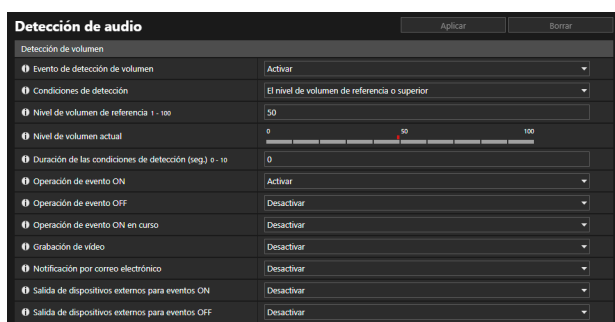 Detección de audio
Aplicar
Borrar
Detección de volumen
Evento de detección de volumen
Activar
Condiciones de detección
El nivel de volumen de referencia o superior
Nivel de volumen de referencia 1 - 100
50
Nivel de volumen actual
0 50 100
Duración de las condiciones de detección (seg.) 0 - 10
0
Operación de evento ON
Activar
Operación de evento OFF
Desactivar
Operación de evento ON en curso
Desactivar
Grabación de vídeo
Desactivar
Notificación por correo electrónico
Desactivar
Salida de dispositivos externos para eventos ON
Desactivar
Salida de dispositivos externos para eventos OFF
Desactivar